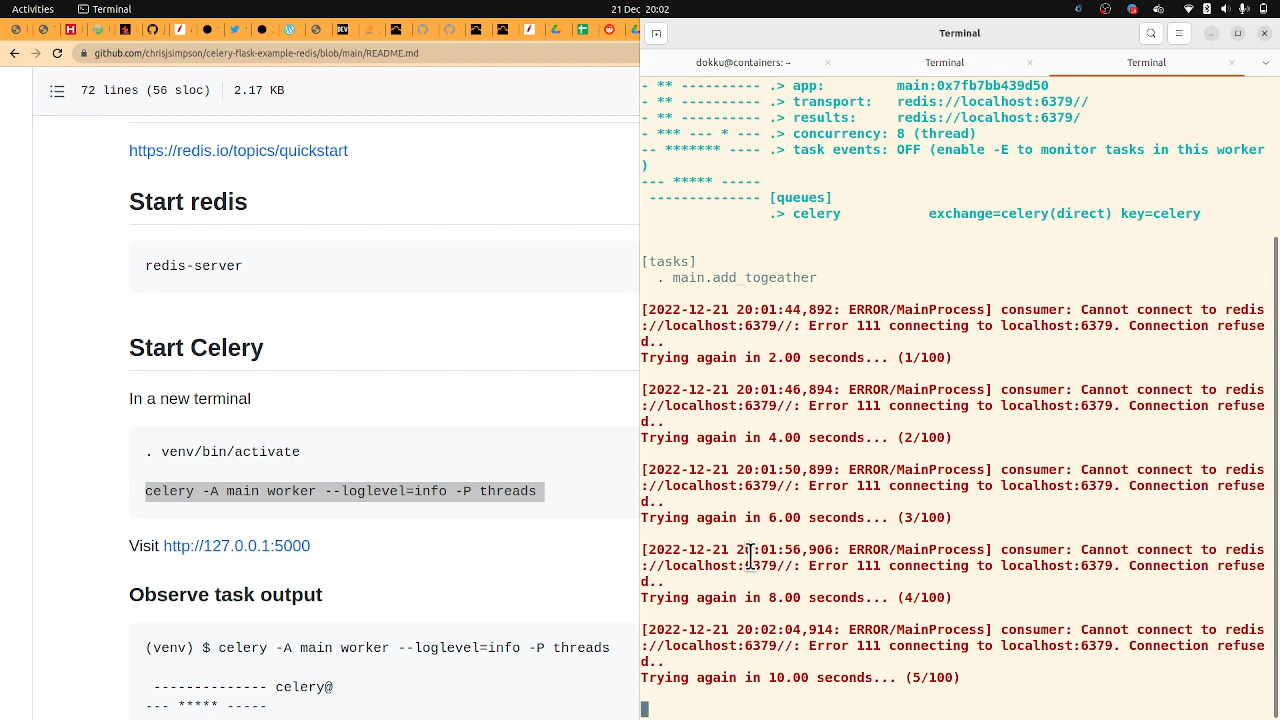 Activities
Terminal
21 Dec
github.com/chrisjsimpson/celery-flask-example-redis/blob/main/README.md
72 lines (56 sloc)
2.17 KB
https://redis.io/topics/quickstart
Start redis
redis-server
Start Celery
In a new terminal
. venv/bin/activate
celery -A main worker --loglevel=info -P threads
Visit http://127.0.0.1:5000
Observe task output
(venv) $ celery -A main worker --loglevel=info -P threads
-------------- celery@
--- ***** -----
Terminal
dokku@containers: ~
Terminal
Terminal
- ** ---------- .> app:         main:0x7fb7bb439d50
- ** ---------- .> transport:   redis://localhost:6379//
- ** ---------- .> results:     redis://localhost:6379/
- *** --- * --- .> concurrency: 8 (thread)
-- ******* ---- .> task events: OFF (enable -E to monitor tasks in this worker
)
--- ***** -----
 -------------- [queues]
                .> celery           exchange=celery(direct) key=celery
[tasks]
  . main.add_togeather
[2022-12-21 20:01:44,892: ERROR/MainProcess] consumer: Cannot connect to redis
://localhost:6379//: Error 111 connecting to localhost:6379. Connection refuse
d..
Trying again in 2.00 seconds... (1/100)
[2022-12-21 20:01:46,894: ERROR/MainProcess] consumer: Cannot connect to redis
://localhost:6379//: Error 111 connecting to localhost:6379. Connection refuse
d..
Trying again in 4.00 seconds... (2/100)
[2022-12-21 20:01:50,899: ERROR/MainProcess] consumer: Cannot connect to redis
://localhost:6379//: Error 111 connecting to localhost:6379. Connection refuse
d..
Trying again in 6.00 seconds... (3/100)
[2022-12-21 20:01:56,906: ERROR/MainProcess] consumer: Cannot connect to redis
://localhost:6379//: Error 111 connecting to localhost:6379. Connection refuse
d..
Trying again in 8.00 seconds... (4/100)
[2022-12-21 20:02:04,914: ERROR/MainProcess] consumer: Cannot connect to redis
://localhost:6379//: Error 111 connecting to localhost:6379. Connection refuse
d..
Trying again in 10.00 seconds... (5/100)